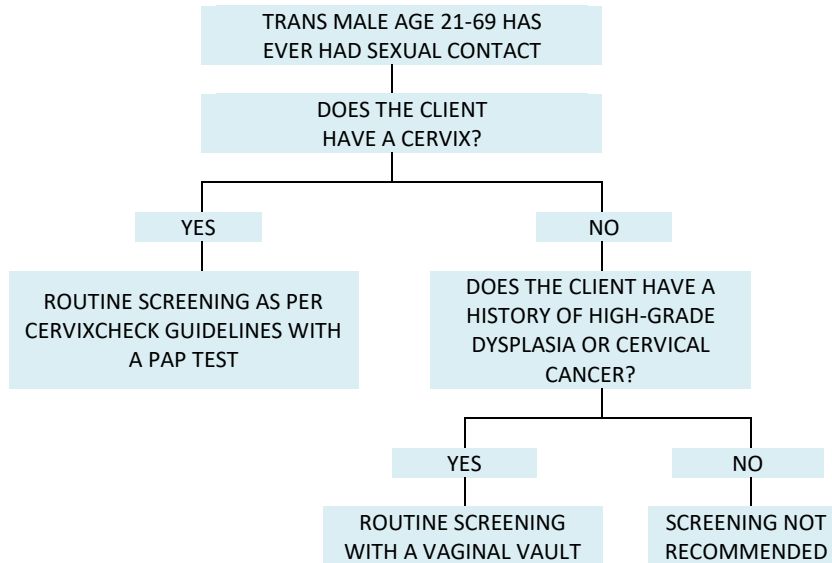 TRANS MALE AGE 21-69 HAS
EVER HAD SEXUAL CONTACT
DOES THE CLIENT
HAVE A CERVIX?
YES
NO
ROUTINE SCREENING AS PER
CERVIXCHECK GUIDELINES WITH
A PAP TEST
DOES THE CLIENT HAVE A
HISTORY OF HIGH-GRADE
DYSPLASIA OR CERVICAL
CANCER?
YES
NO
ROUTINE SCREENING
WITH A VAGINAL VAULT
SCREENING NOT
RECOMMENDED